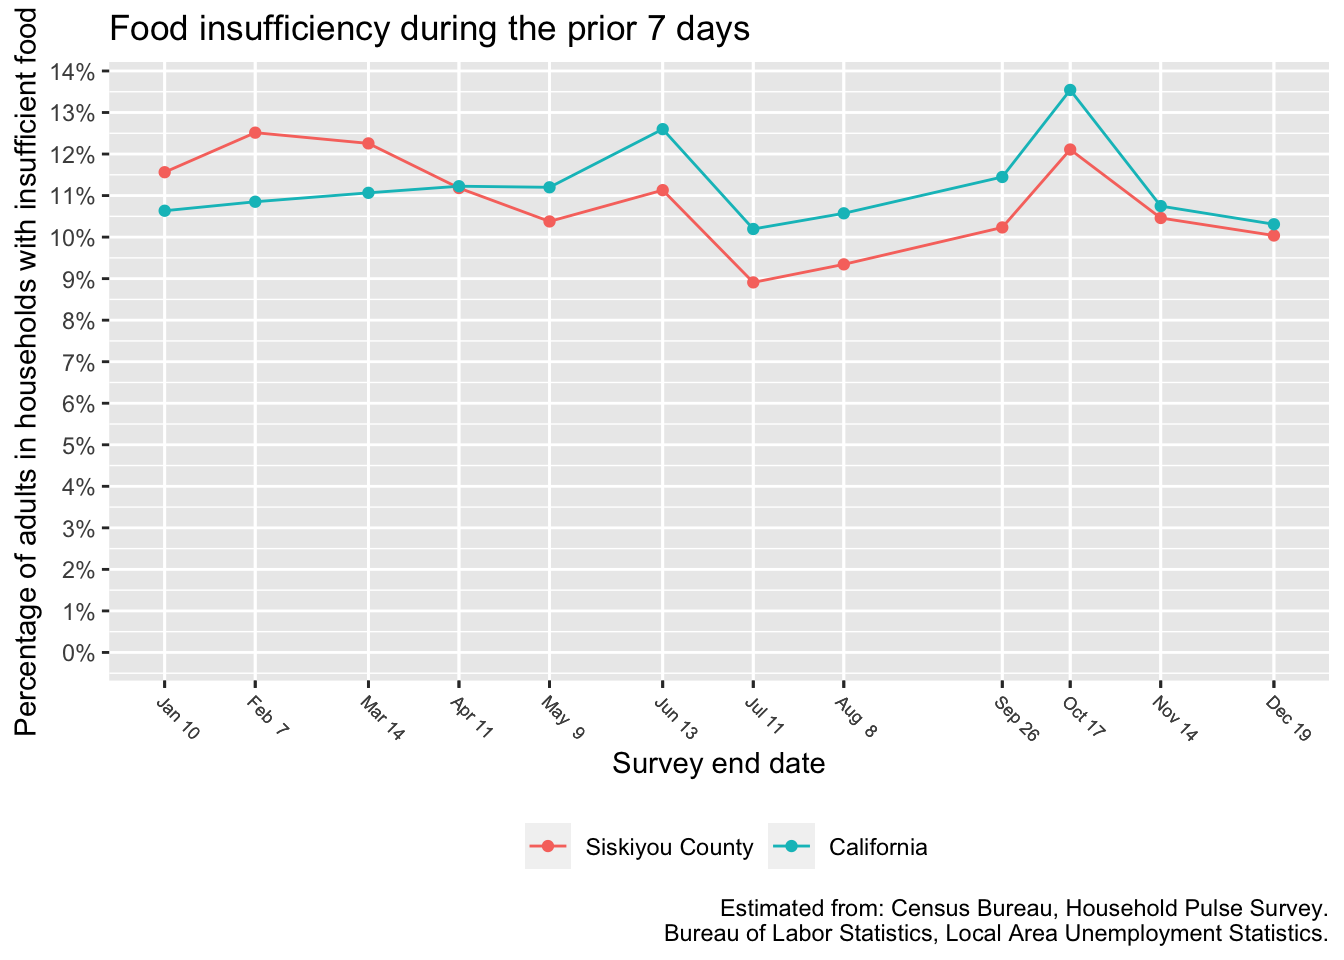 Food insufficiency during the prior 7 days
Percentage of adults in households with insufficient food
14%
13%
12%
11%
10%
9%
8%
7%
6%
5%
4%
3%
2%
1%
0%
Jan 10
Feb 7
Mar 14
Apr 11
May 9
Jun 13
Jul 11
Aug 8
Sep 26
Oct 17
Nov 14
Dec 19
Survey end date
Siskiyou County
California
Estimated from: Census Bureau, Household Pulse Survey.
Bureau of Labor Statistics, Local Area Unemployment Statistics.